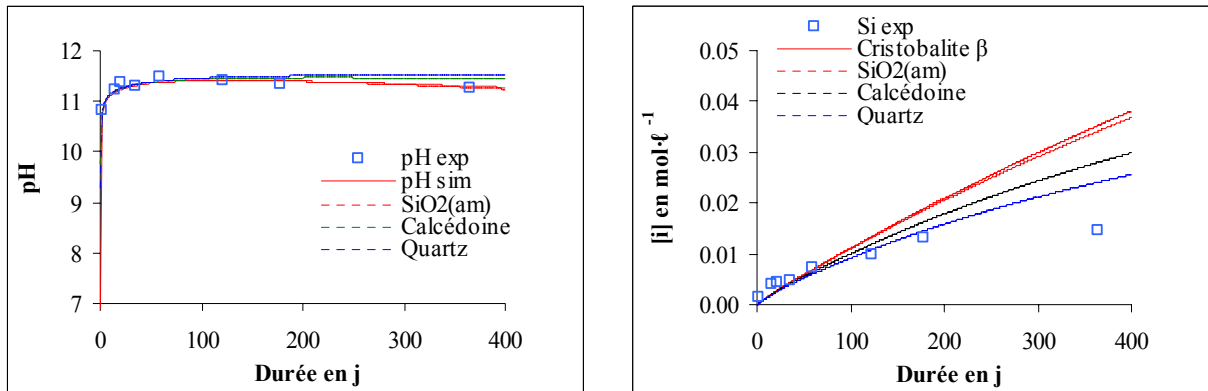 12
11
10
9
8
7
pH
0
100
200
300
400
Durée en j
pH exp
pH sim
SiO2(am)
Calcédoine
Quartz
Si exp
Cristobalite β
SiO2(am)
Calcédoine
Quartz
0.05
0.04
0.03
0.02
0.01
0.00
[i] en mol·ℓ -1
0
100
200
300
400
Durée en j